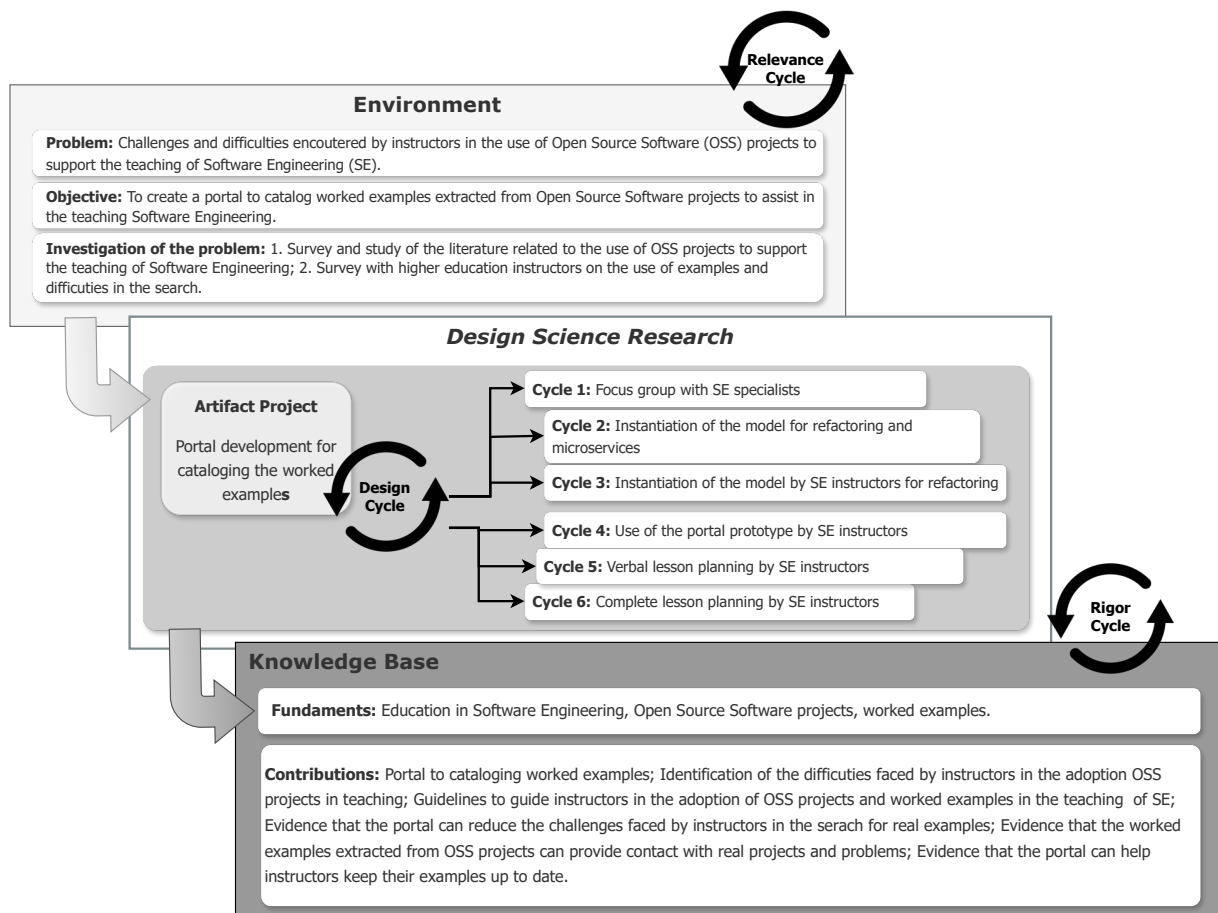 Relevance
Cycle
Environment
Problem: Challenges and difficulties encoutered by instructors in the use of Open Source Software (OSS) projects to
support the teaching of Software Engineering (SE).
Objective: To create a portal to catalog worked examples extracted from Open Source Software projects to assist in
the teaching Software Engineering.
Investigation of the problem: 1. Survey and study of the literature related to the use of OSS projects to support
the teaching of Software Engineering; 2. Survey with higher education instructors on the use of examples and
difficuties in the search.
Design Science Research
Artifact Project
Portal development for
cataloging the worked
examples
Design
Cycle
Cycle 1: Focus group with SE specialists
Cycle 2: Instantiation of the model for refactoring and
microservices
Cycle 3: Instantiation of the model by SE instructors for refactoring
Cycle 4: Use of the portal prototype by SE instructors
Cycle 5: Verbal lesson planning by SE instructors
Cycle 6: Complete lesson planning by SE instructors
Rigor
Cycle
Knowledge Base
Fundaments: Education in Software Engineering, Open Source Software projects, worked examples.
Contributions: Portal to cataloging worked examples; Identification of the difficuties faced by instructors in the adoption OSS
projects in teaching; Guidelines to guide instructors in the adoption of OSS projects and worked examples in the teaching of SE;
Evidence that the portal can reduce the challenges faced by instructors in the serach for real examples; Evidence that the worked
examples extracted from OSS projects can provide contact with real projects and problems; Evidence that the portal can help
instructors keep their examples up to date.